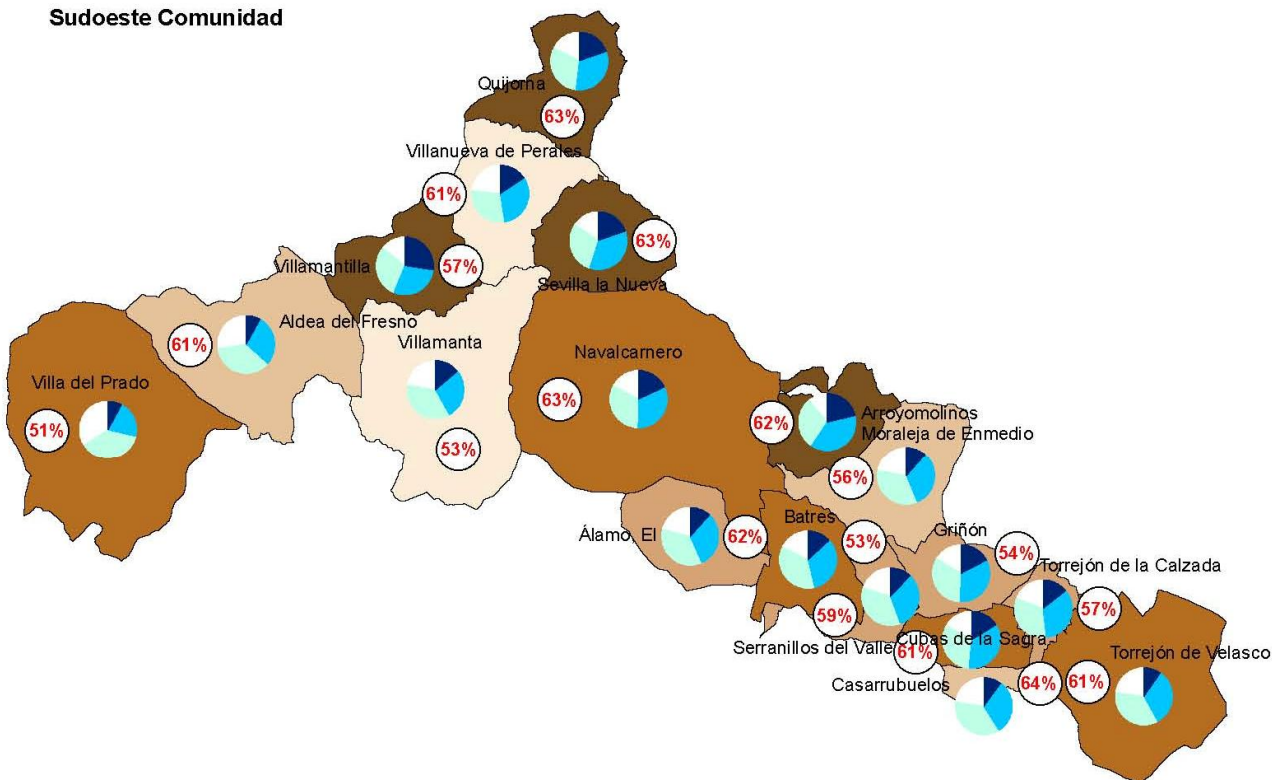 Sudoeste Comunidad
Quijorna
63%
Villanueva de Perales
61%
63%
Villamantilla
57%
Sevilla la Nueva
Aldea del Fresno
61%
Villamanta
53%
Navalcarnero
63%
Villa del Prado
51%
62%
Arroyomolinos
Moraleja de Enmedio
56%
Álamo, El
62%
Batres
53%
Griñón
54%
Torrejón de la Calzada
57%
59%
Serranillos del Valle
61%
Cubas de la Sagra
Torrejón de Velasco
Casarrubuelos
64%
61%